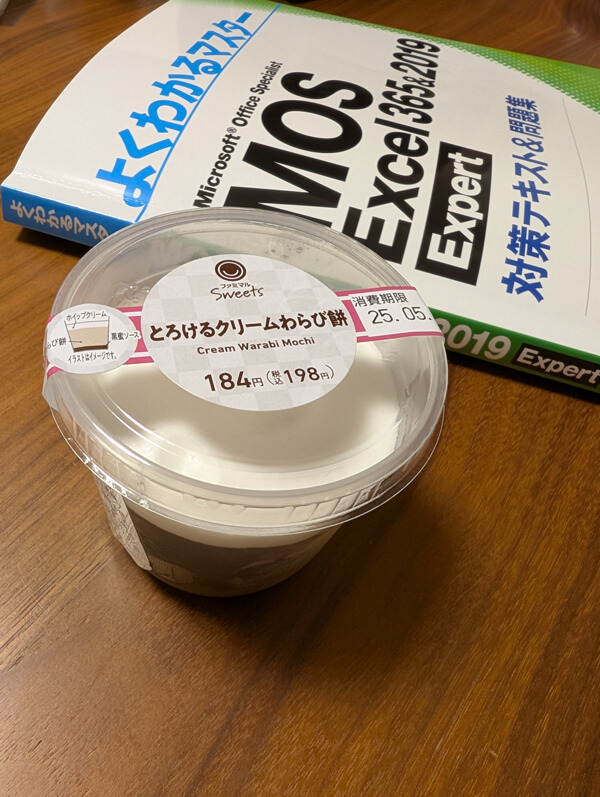 よくわかるマスター
Microsoft® Office Specialist
MOS
Excel 365&2019
Expert
対策テキスト&問題集
よくわかるマスター
2019 Expert
ファミマル
Sweets
とろけるクリームわらび餅
Cream Warabi Mochi
184円(税込198円)
消費期限
25.05.
ホイップクリーム
らび餅
黒蜜ソース
イラストはイメージです。